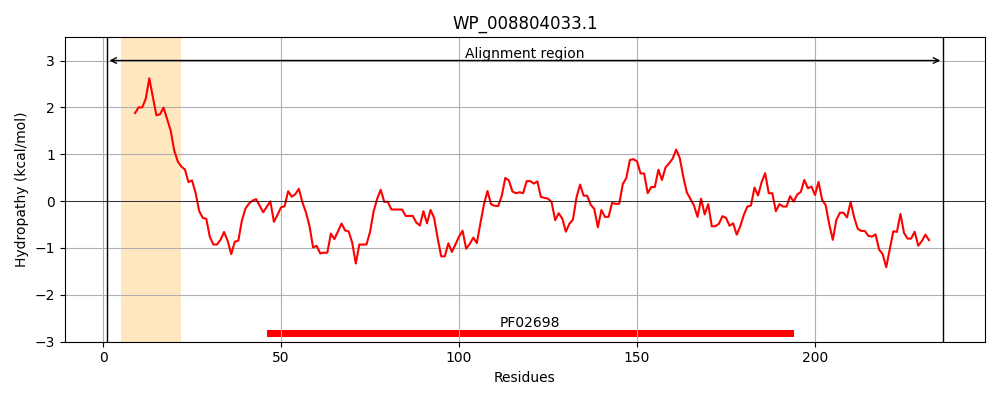 WP_008804033.1
Alignment region
Hydropathy (kcal/mol)
3
2
1
0
−1
−2
−3
PF02698
0 50 100 150 200
Residues